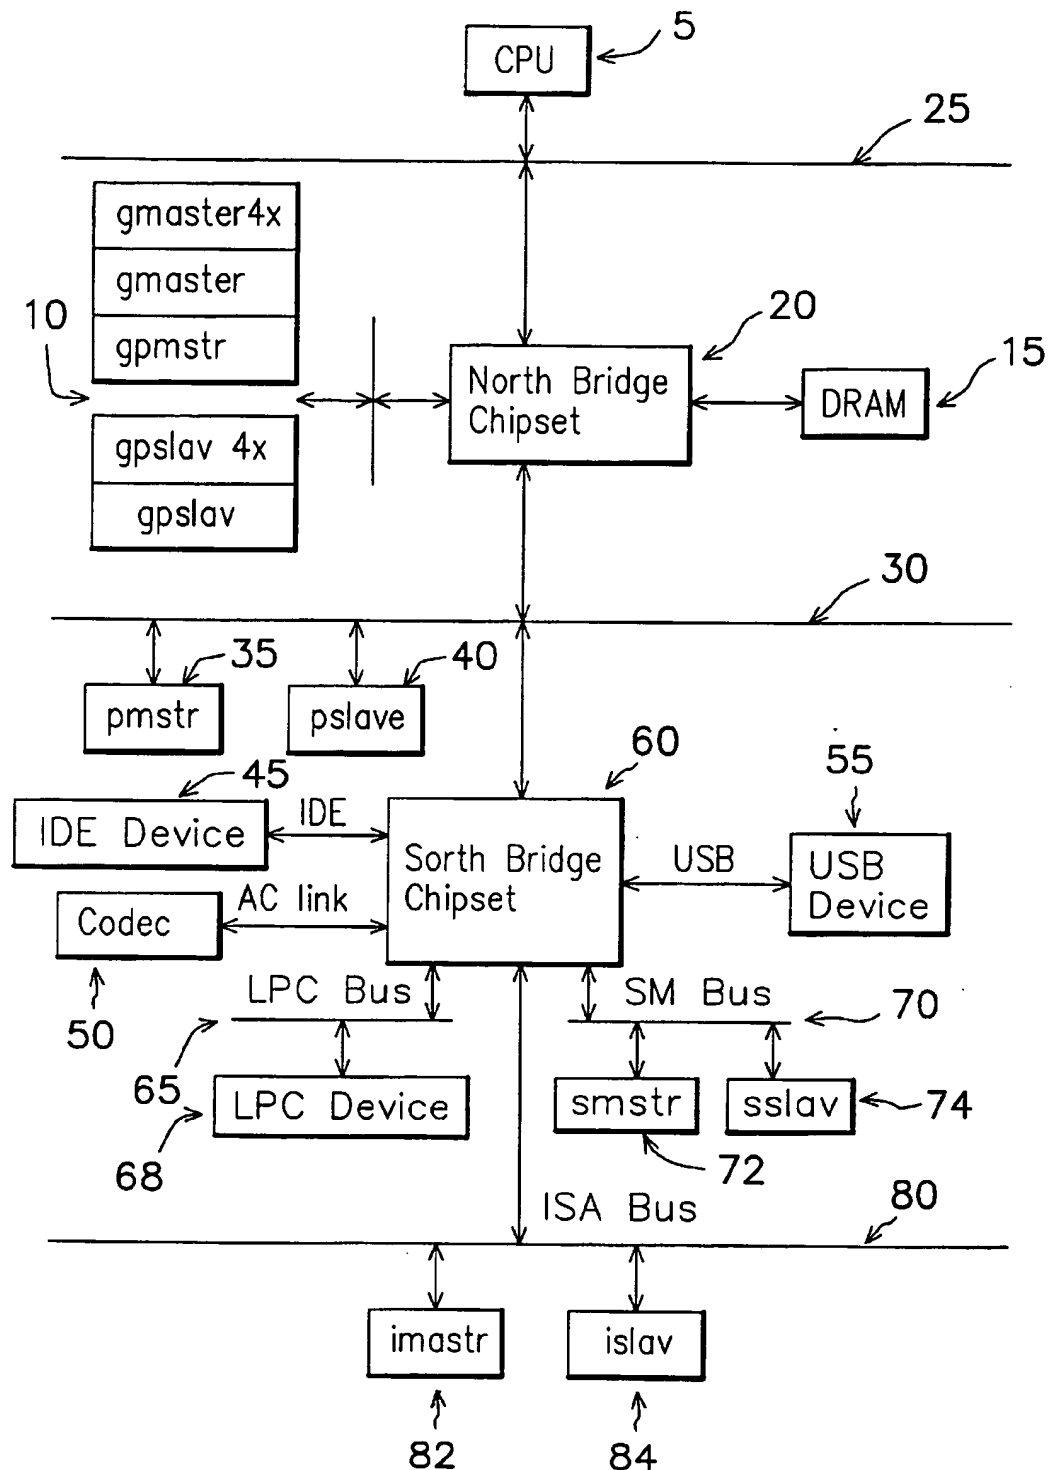 5
CPU
25
gmaster4x
gmaster
10
gpmstr
20
North Bridge
Chipset
15
DRAM
gpslav 4x
gpslav
30
35
40
pmstr
pslave
60
55
45
IDE Device
IDE
Sorth Bridge
Chipset
USB
USB
Device
AC link
Codec
50
LPC Bus
SM Bus
70
65
LPC Device
68
smstr
sslav
74
72
ISA Bus
80
imastr
islav
82
84